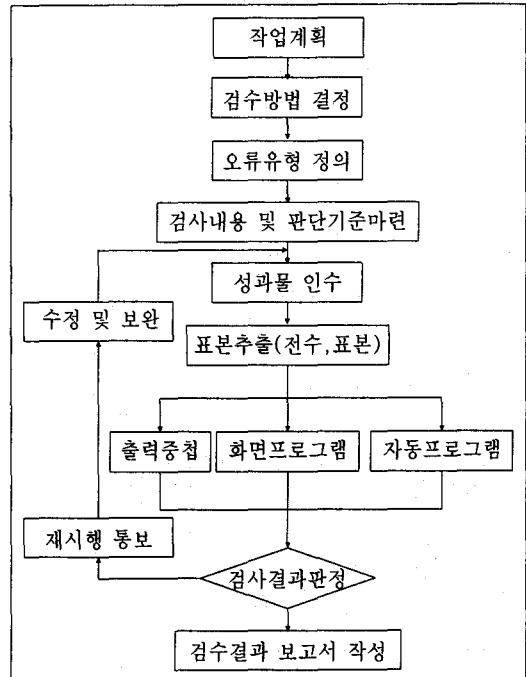 작업계획
검수방법 결정
오류유형 정의
검사내용 및 판단기준마련
성과물 인수
수정 및 보완
표본추출(전수,표본)
출력중첩 화면프로그램 자동프로그램
재시행 통보
검사결과판정
검수결과 보고서 작성